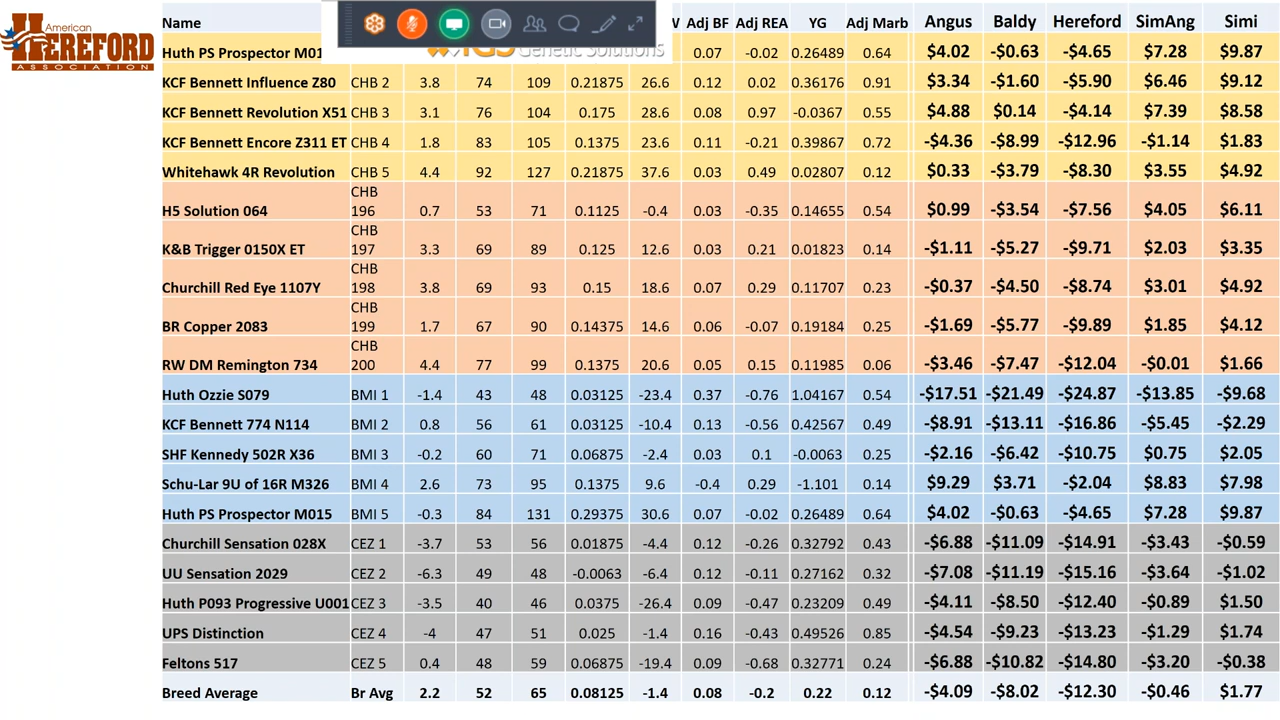 American
HEREFORD
ASSOCIATION
Name Adj BF Adj REA YG Adj Marb Angus Baldy Hereford SimAng Simi
Genetic Solutions
Huth PS Prospector M01 0.07 -0.02 0.26489 0.64 $4.02 -$0.63 -$4.65 $7.28 $9.87
KCF Bennett Influence Z80 CHB 2 3.8 74 109 0.21875 26.6 0.12 0.02 0.36176 0.91 $3.34 -$1.60 -$5.90 $6.46 $9.12
KCF Bennett Revolution X51 CHB 3 3.1 76 104 0.175 28.6 0.08 0.97 -0.0367 0.55 $4.88 $0.14 -$4.14 $7.39 $8.58
KCF Bennett Encore Z311 ET CHB 4 1.8 83 105 0.1375 23.6 0.11 -0.21 0.39867 0.72 -$4.36 -$8.99 -$12.96 -$1.14 $1.83
Whitehawk 4R Revolution CHB 5 4.4 92 127 0.21875 37.6 0.03 0.49 0.02807 0.12 $0.33 -$3.79 -$8.30 $3.55 $4.92
CHB
H5 Solution 064 196 0.7 53 71 0.1125 -0.4 0.03 -0.35 0.14655 0.54 $0.99 -$3.54 -$7.56 $4.05 $6.11
CHB
K&B Trigger 0150X ET 197 3.3 69 89 0.125 12.6 0.03 0.21 0.01823 0.14 -$1.11 -$5.27 -$9.71 $2.03 $3.35
CHB
Churchill Red Eye 1107Y 198 3.8 69 93 0.15 18.6 0.07 0.29 0.11707 0.23 -$0.37 -$4.50 -$8.74 $3.01 $4.92
CHB
BR Copper 2083 199 1.7 67 90 0.14375 14.6 0.06 -0.07 0.19184 0.25 -$1.69 -$5.77 -$9.89 $1.85 $4.12
CHB
RW DM Remington 734 200 4.4 77 99 0.1375 20.6 0.05 0.15 0.11985 0.06 -$3.46 -$7.47 -$12.04 -$0.01 $1.66
Huth Ozzie S079 BMI 1 -1.4 43 48 0.03125 -23.4 0.37 -0.76 1.04167 0.54 -$17.51 -$21.49 -$24.87 -$13.85 -$9.68
KCF Bennett 774 N114 BMI 2 0.8 56 61 0.03125 -10.4 0.13 -0.56 0.42567 0.49 -$8.91 -$13.11 -$16.86 -$5.45 -$2.29
SHF Kennedy 502R X36 BMI 3 -0.2 60 71 0.06875 -2.4 0.03 0.1 -0.0063 0.25 -$2.16 -$6.42 -$10.75 $0.75 $2.05
Schu-Lar 9U of 16R M326 BMI 4 2.6 73 95 0.1375 9.6 -0.4 0.29 -1.101 0.14 $9.29 $3.71 -$2.04 $8.83 $7.98
Huth PS Prospector M015 BMI 5 -0.3 84 131 0.29375 30.6 0.07 -0.02 0.26489 0.64 $4.02 -$0.63 -$4.65 $7.28 $9.87
Churchill Sensation 028X CEZ 1 -3.7 53 56 0.01875 -4.4 0.12 -0.26 0.32792 0.43 -$6.88 -$11.09 -$14.91 -$3.43 -$0.59
UU Sensation 2029 CEZ 2 -6.3 49 48 -0.0063 -6.4 0.12 -0.11 0.27162 0.32 -$7.08 -$11.19 -$15.16 -$3.64 -$1.02
Huth P093 Progressive U001 CEZ 3 -3.5 40 46 0.0375 -26.4 0.09 -0.47 0.23209 0.49 -$4.11 -$8.50 -$12.40 -$0.89 $1.50
UPS Distinction CEZ 4 -4 47 51 0.025 -1.4 0.16 -0.43 0.49526 0.85 -$4.54 -$9.23 -$13.23 -$1.29 $1.74
Feltons 517 CEZ 5 0.4 48 59 0.06875 -19.4 0.09 -0.68 0.32771 0.24 -$6.88 -$10.82 -$14.80 -$3.20 -$0.38
Breed Average Br Avg 2.2 52 65 0.08125 -1.4 0.08 -0.2 0.22 0.12 -$4.09 -$8.02 -$12.30 -$0.46 $1.77